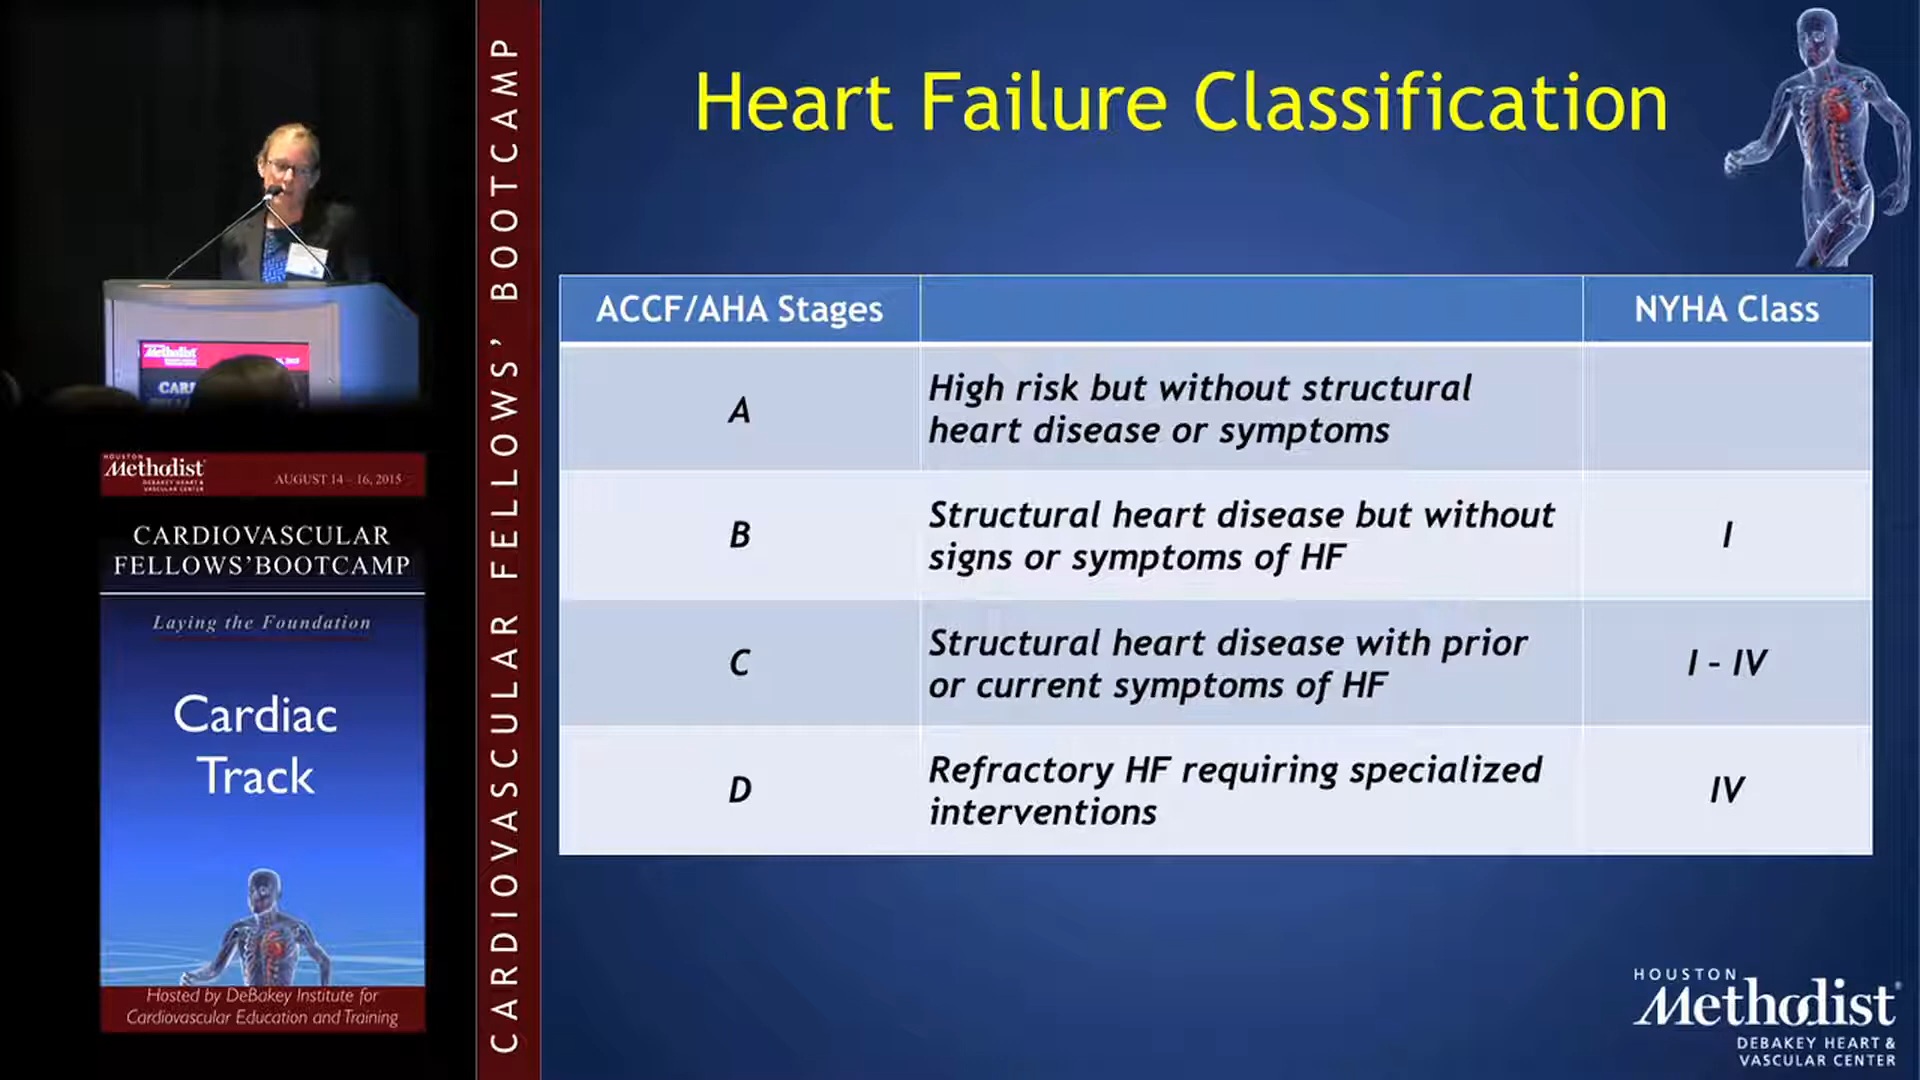 Heart Failure Classification
ACCF/AHA Stages
NYHA Class
A
High risk but without structural
heart disease or symptoms
B
Structural heart disease but without
signs or symptoms of HF
I
C
Structural heart disease with prior
or current symptoms of HF
I – IV
D
Refractory HF requiring specialized
interventions
IV
HOUSTON
Methodist
DEBAKEY HEART &
VASCULAR CENTER
CARDIOVASCULAR FELLOWS' BOOTCAMP
Methodist
HOUSTON
Methodist
DEBAKEY HEART &
VASCULAR CENTER
AUGUST 14 – 16, 2015
CARDIOVASCULAR
FELLOWS'BOOTCAMP
Laying the Foundation
Cardiac
Track
Hosted by DeBakey Institute for
Cardiovascular Education and Training